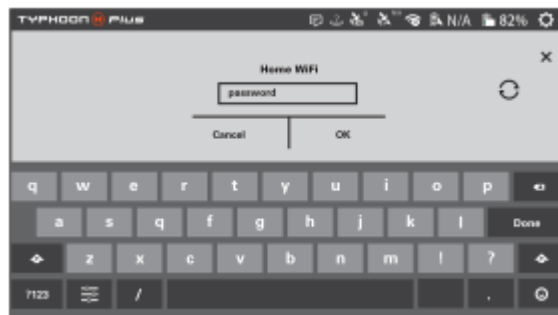 TYPHOON H PLUS N/A 82%
Home WiFi
password
Cancel OK
q w e r t y u i o p
a s q f g h j k l Done
z x c v b n m ! ?
?123 / .